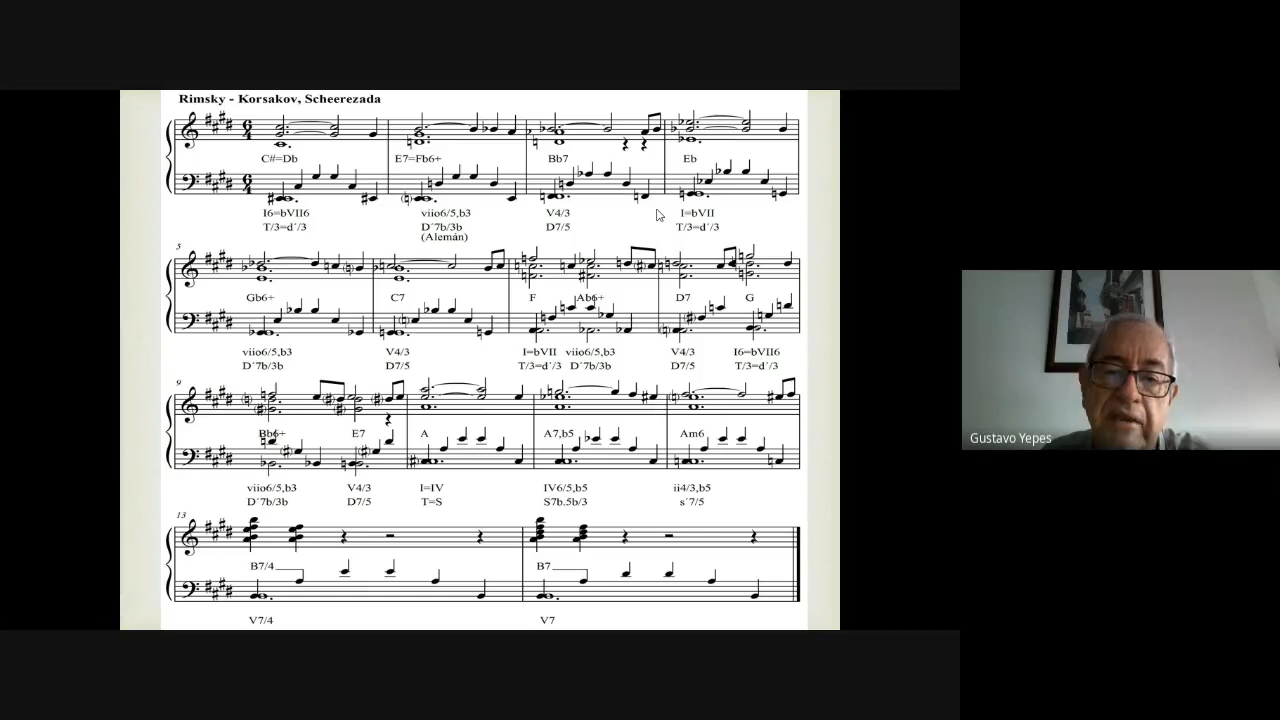 Rimsky - Korsakov, Scheerezada
C#=Db E7=Fb6+ Bb7 Eb
I6=bVII6 viio6/5,b3 V4/3 I=bVII
T/3=d´/3 D´7b/3b D7/5 T/3=d´/3
(Alemán)
5
Gb6+ C7 F Ab6+ D7 G
viio6/5,b3 V4/3 I=bVII viio6/5,b3 V4/3 I6=bVII6
D´7b/3b D7/5 T/3=d´/3 D´7b/3b D7/5 T/3=d´/3
9
Bb6+ E7 A A7,b5 Am6
viio6/5,b3 V4/3 I=IV IV6/5,b5 ii4/3,b5
D´7b/3b D7/5 T=S S7b.5b/3 s´7/5
13
B7/4 B7
V7/4 V7
Gustavo Yepes